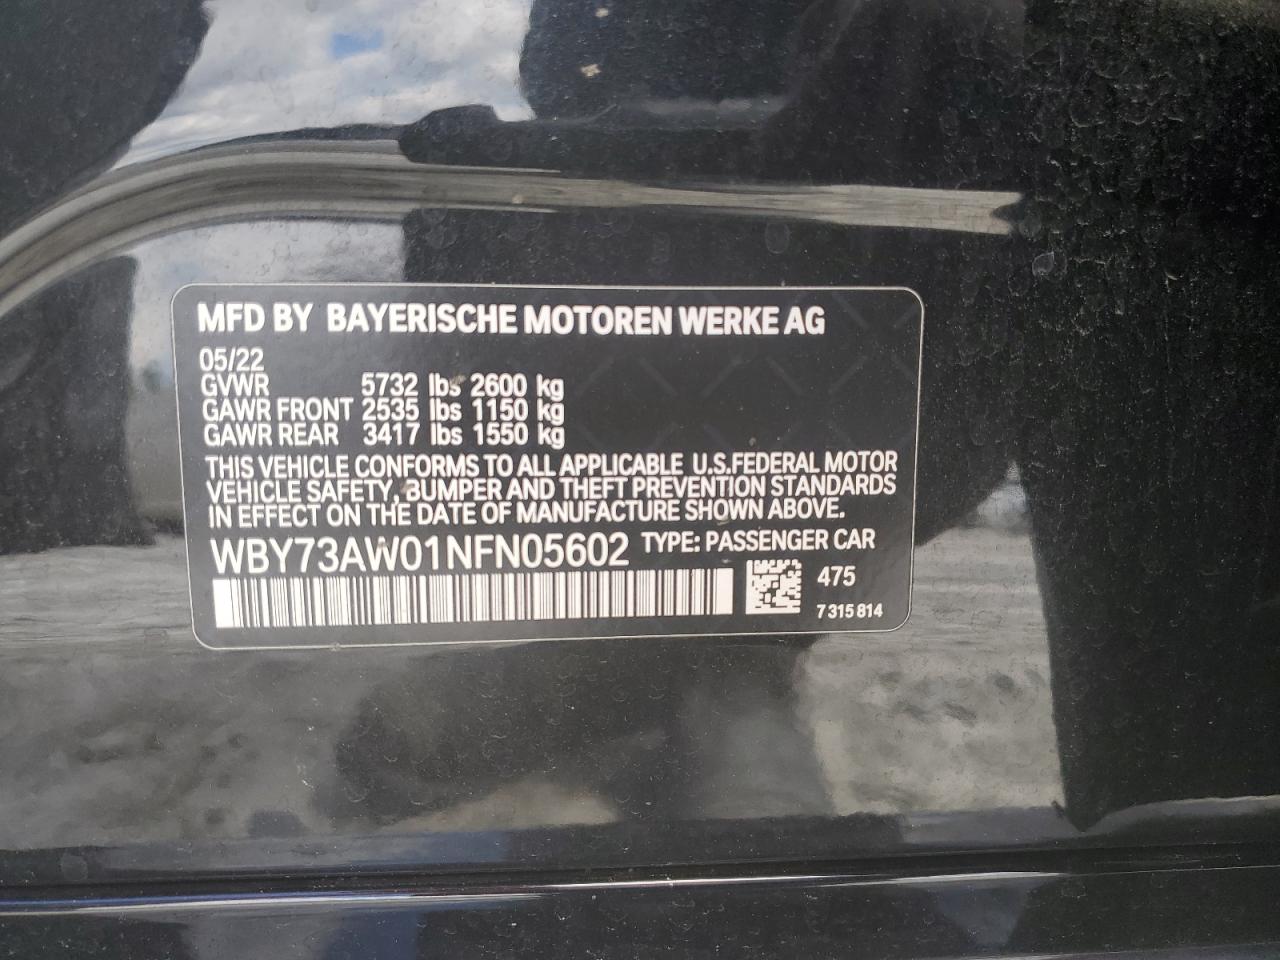 MFD BY BAYERISCHE MOTOREN WERKE AG
05/22
GVWR 5732 lbs 2600 kg
GAWR FRONT 2535 lbs 1150 kg
GAWR REAR 3417 lbs 1550 kg
THIS VEHICLE CONFORMS TO ALL APPLICABLE U.S.FEDERAL MOTOR
VEHICLE SAFETY, BUMPER AND THEFT PREVENTION STANDARDS
IN EFFECT ON THE DATE OF MANUFACTURE SHOWN ABOVE.
WBY73AW01NFN05602 TYPE: PASSENGER CAR
475
7 315 814